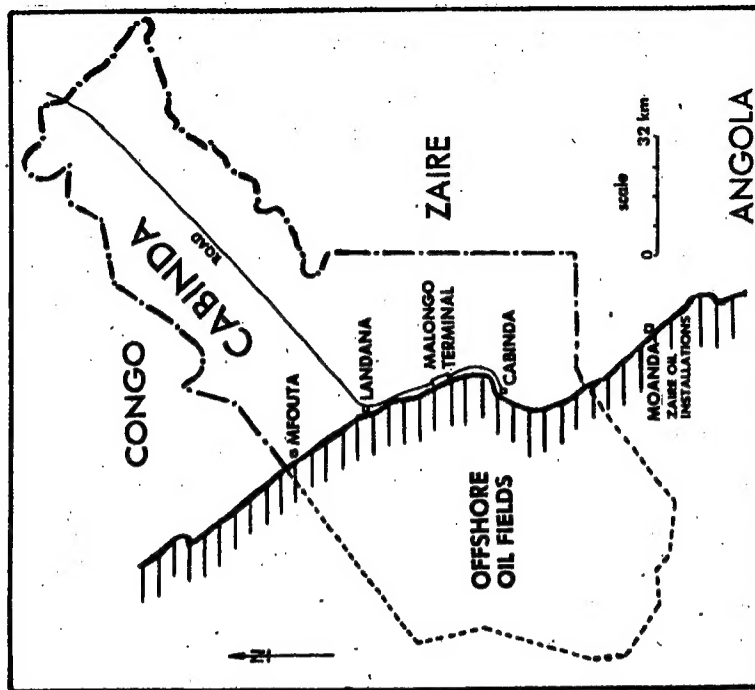 CONGO
CABINDA
ROAD
MFOUTA
LANDANA
ZAIRE
MALONGO
TERMINAL
CABINDA
OFFSHORE
OIL FIELDS
scale
0 32 km
MOANDA
ZAIRE OIL
INSTALLATIONS
ANGOLA
N